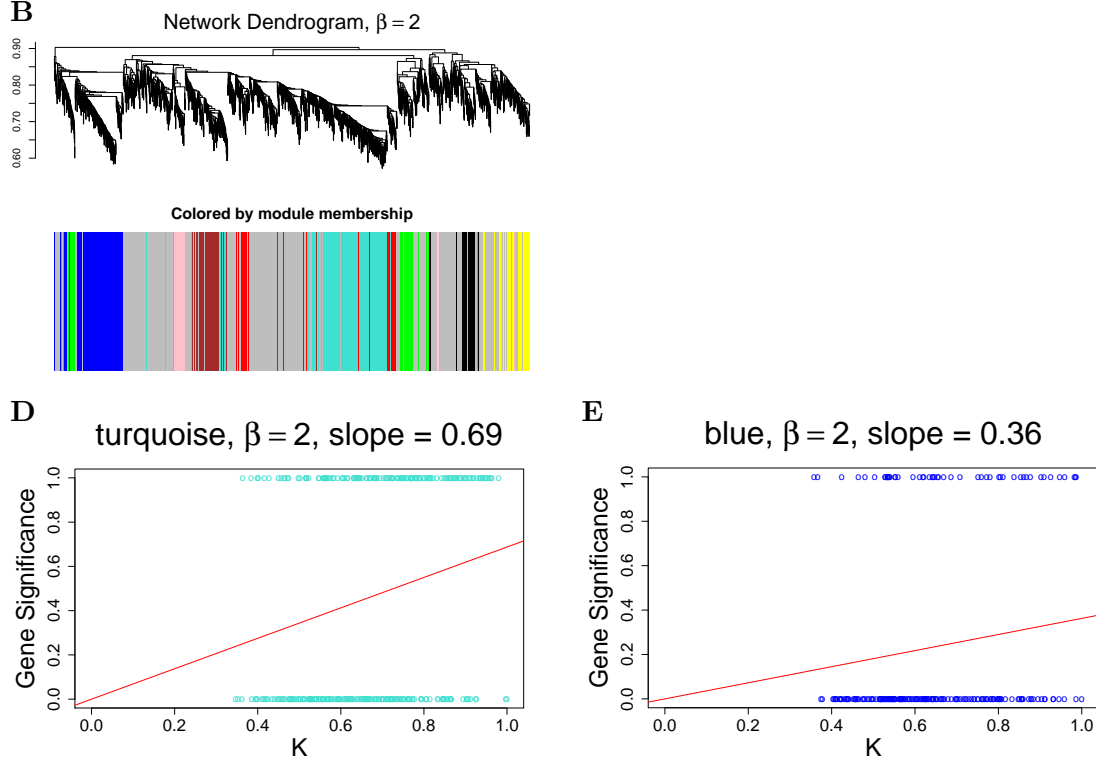 B
Network Dendrogram, β = 2
0.90
0.80
0.70
0.60
Colored by module membership
D
turquoise, β = 2, slope = 0.69
Gene Significance
0.0
0.2
0.4
0.6
0.8
1.0
0.0 0.2 0.4 0.6 0.8 1.0
K
E
blue, β = 2, slope = 0.36
Gene Significance
0.0
0.2
0.4
0.6
0.8
1.0
0.0 0.2 0.4 0.6 0.8 1.0
K